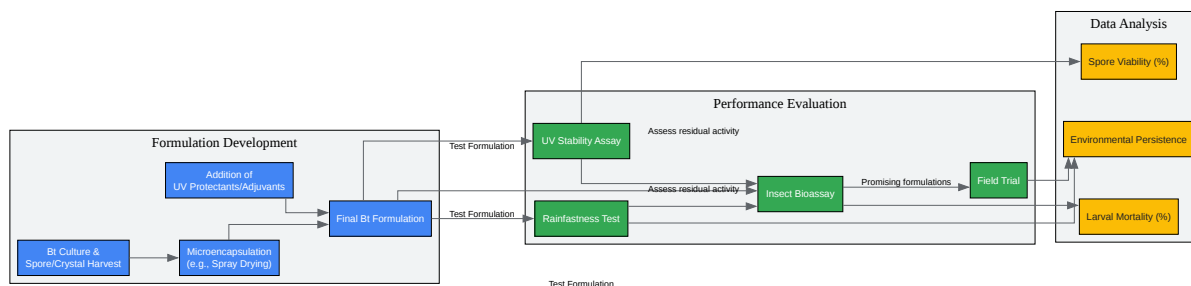 Data Analysis
Spore Viability (%)
Performance Evaluation
Assess residual activity
Formulation Development
UV Stability Assay
Environmental Persistence
Test Formulation
Addition of
UV Protectants/Adjuvants
Promising formulations
Field Trial
Assess residual activity
Insect Bioassay
Final Bt Formulation
Test Formulation
Rainfastness Test
Larval Mortality (%)
Bt Culture &
Spore/Crystal Harvest
Microencapsulation
(e.g., Spray Drying)
Test Formulation